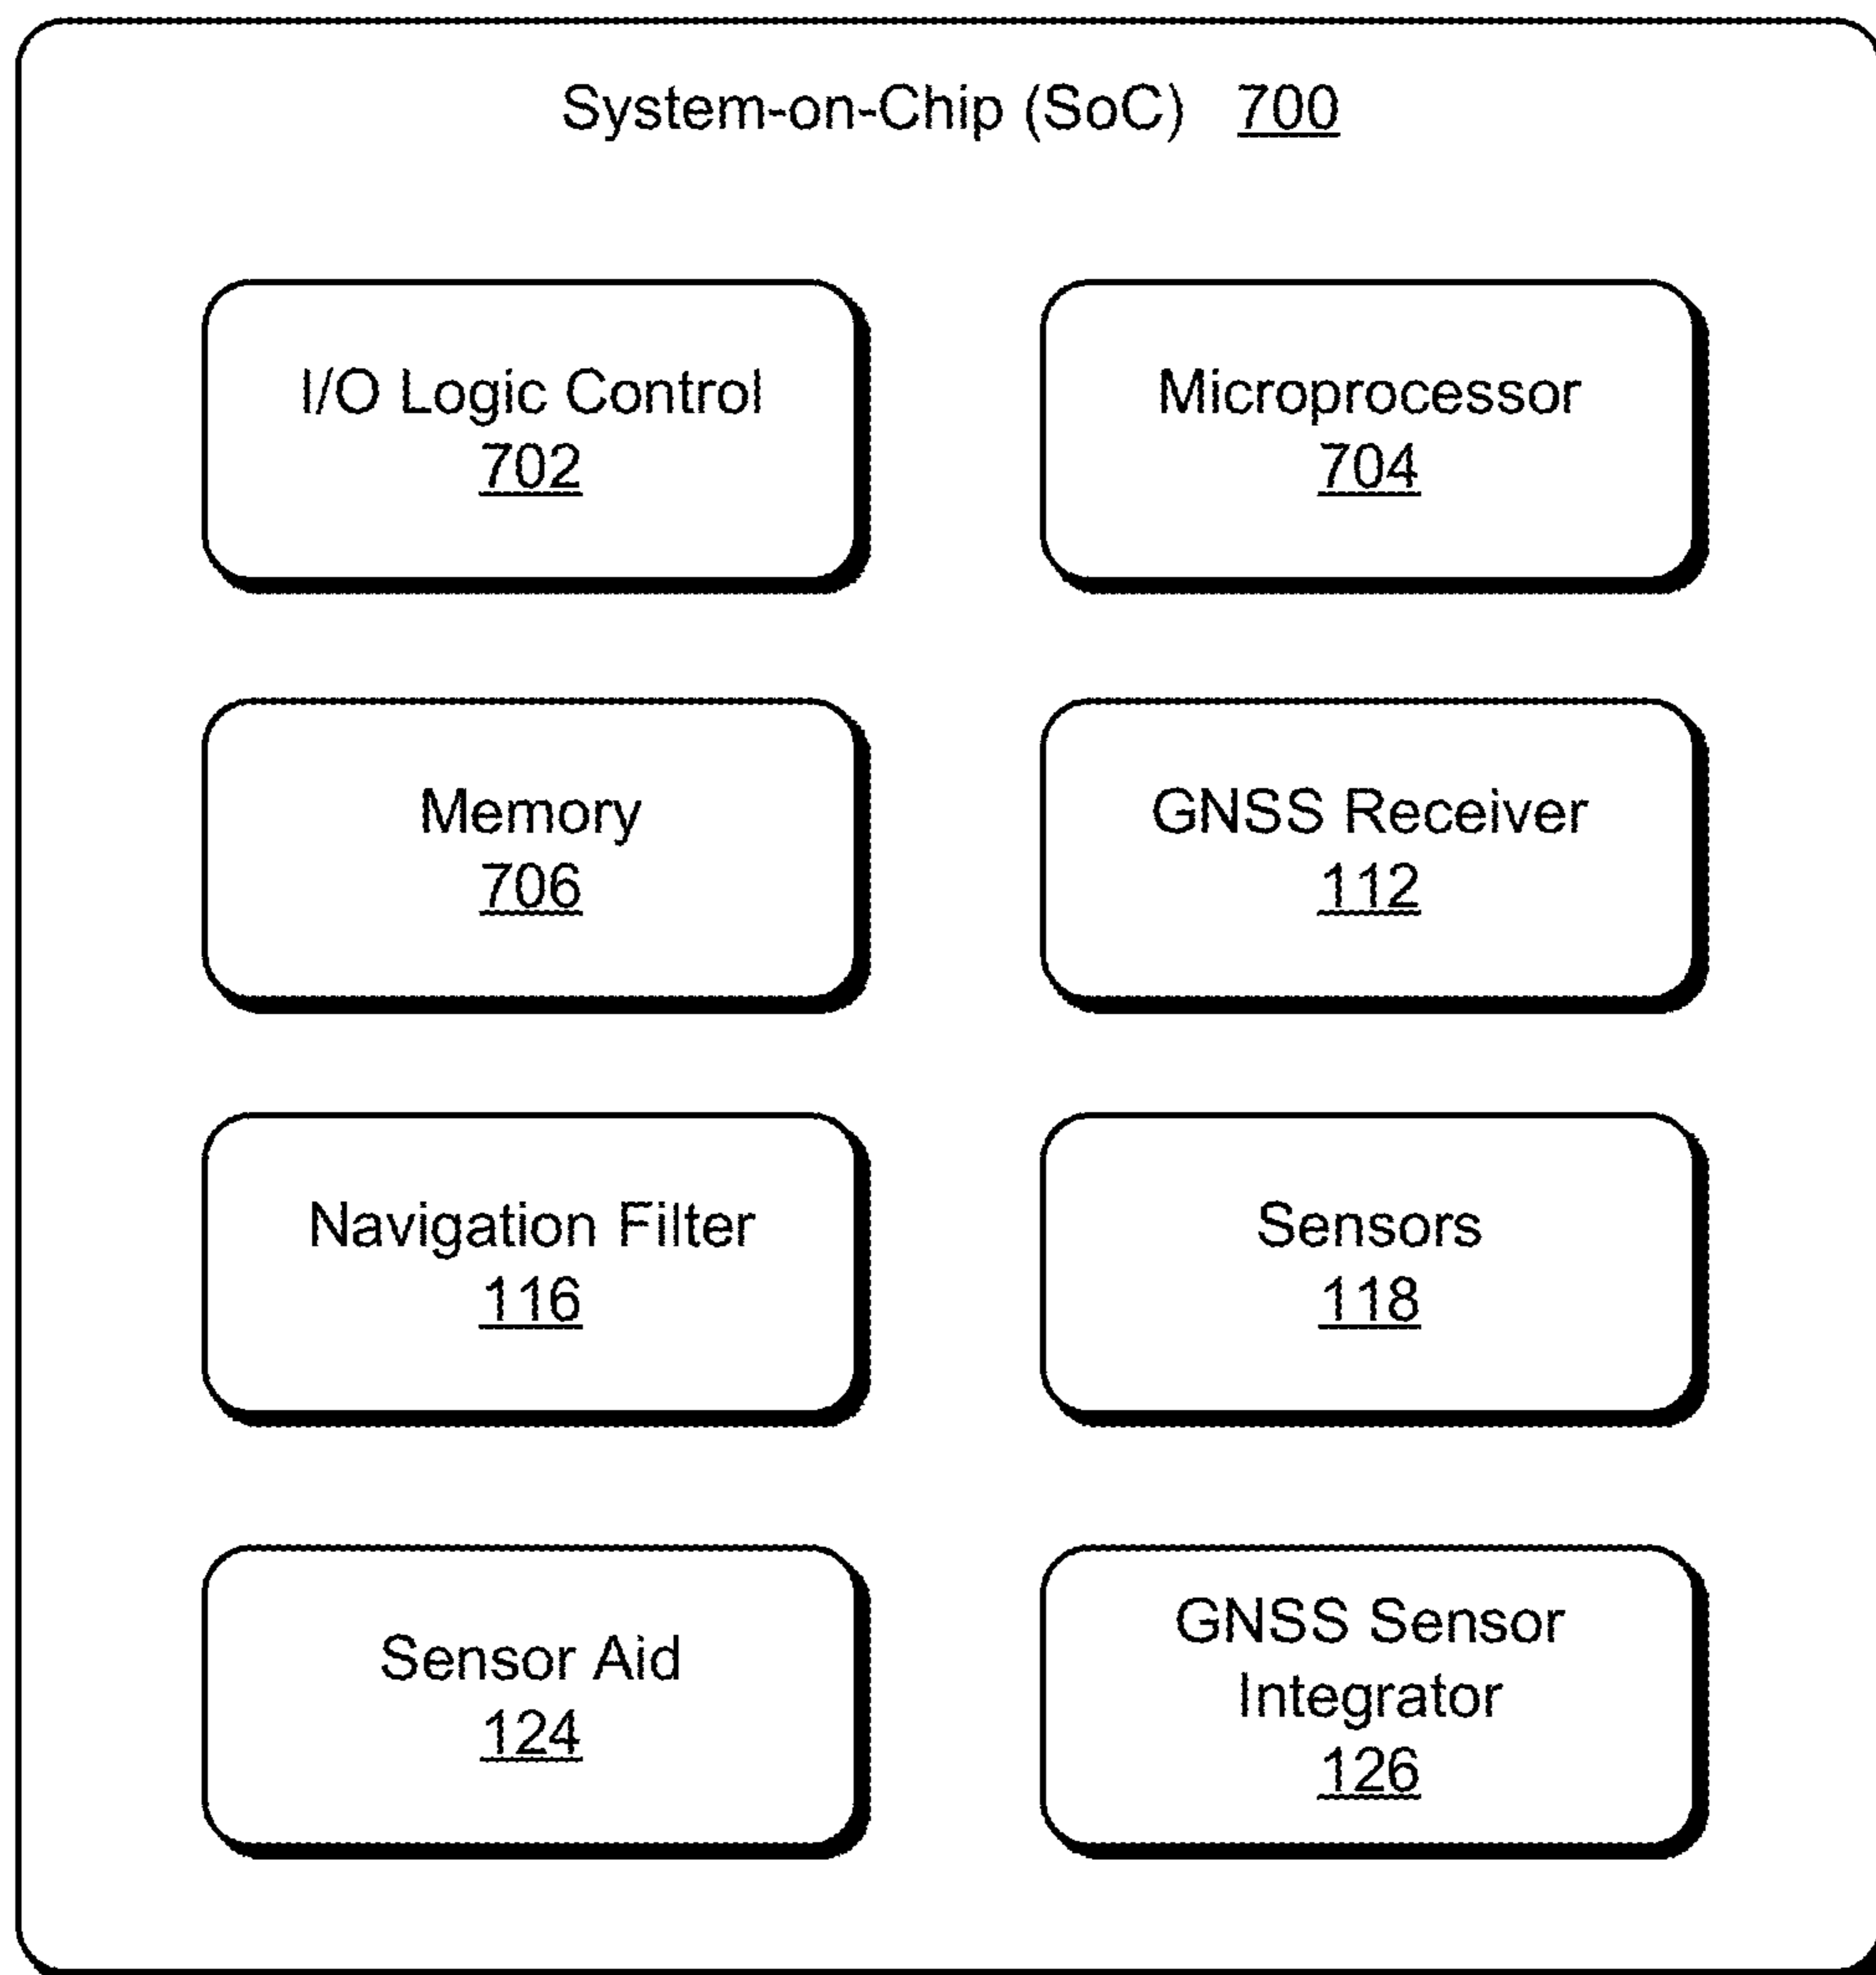 System-on-Chip (SoC) 700
I/O Logic Control
702
Microprocessor
704
Memory
706
GNSS Receiver
112
Navigation Filter
116
Sensors
118
Sensor Aid
124
GNSS Sensor
Integrator
126